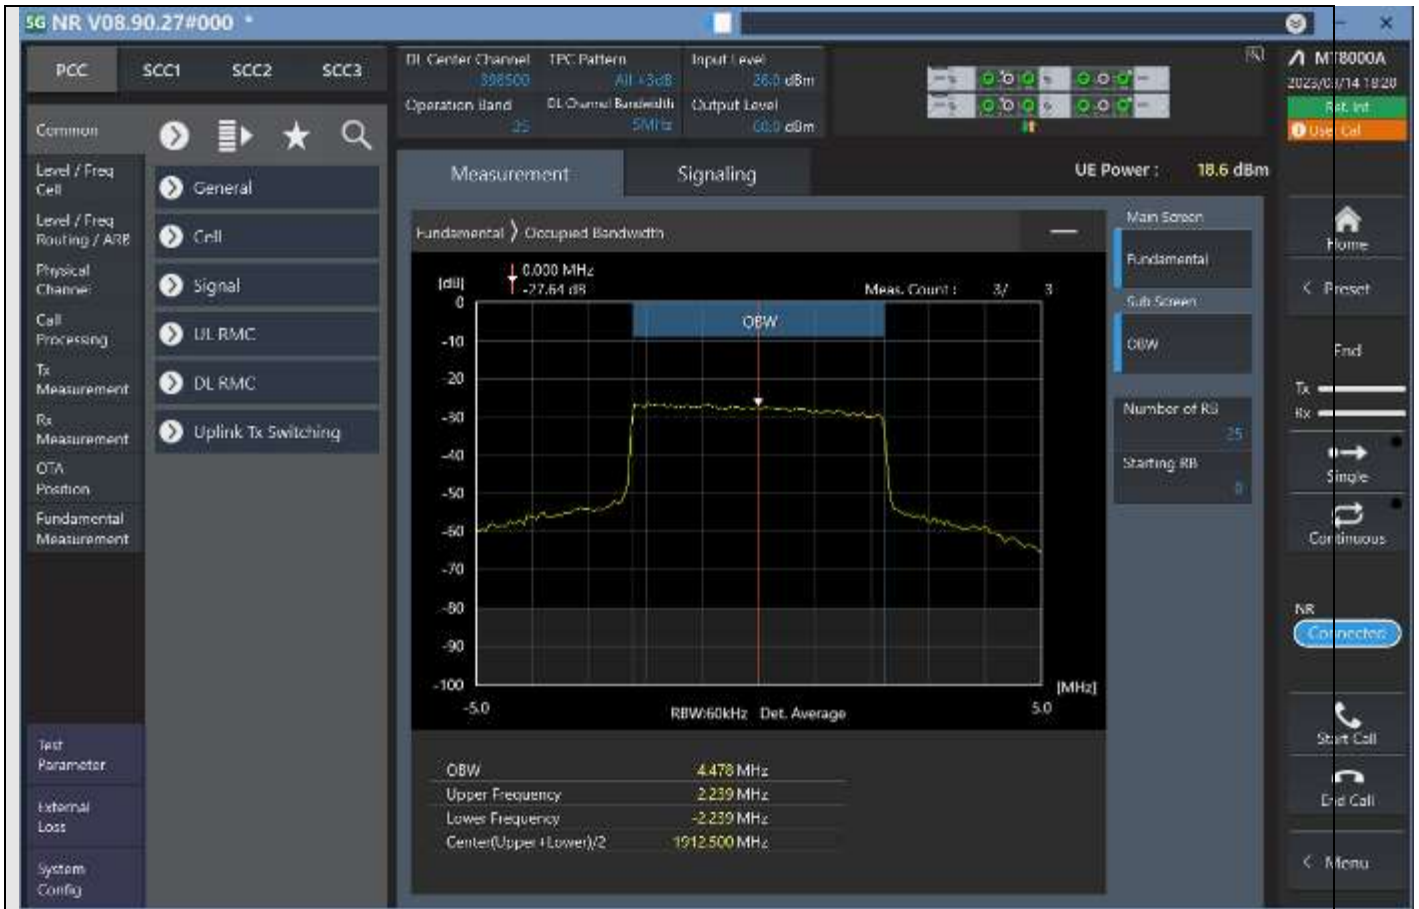 5G NR V08.90.27#000 *
PCC SCC1 SCC2 SCC3
DL Center Channel 398500
TPC Pattern All +3dB
Input Level 26.0 dBm
Operation Band 25
DL Channel Bandwidth 5MHz
Output Level -60.0 dBm
MT8000A
2023/03/14 18:20
Ref. Int
User Cal
Common
Level / Freq
Cell
Level / Freq
Routing / ARB
Physical
Channel
Call
Processing
Tx
Measurement
Rx
Measurement
OTA
Position
Fundamental
Measurement
Test
Parameter
External
Loss
System
Config
General
Cell
Signal
UL RMC
DL RMC
Uplink Tx Switching
Measurement Signaling
UE Power : 18.6 dBm
Fundamental > Occupied Bandwidth
0.000 MHz
-27.64 dB
Meas. Count : 3/ 3
[dB]
OBW
0
-10
-20
-30
-40
-50
-60
-70
-80
-90
-100
[MHz]
-5.0 5.0
RBW:60kHz Det. Average
OBW 4.478 MHz
Upper Frequency 2.239 MHz
Lower Frequency -2.239 MHz
Center(Upper+Lower)/2 1912.500 MHz
Main Screen
Fundamental
Sub Screen
OBW
Number of RB
25
Starting RB
0
Home
< Preset
End
Tx
Rx
Single
Continuous
NR
Connected
Start Call
End Call
< Menu